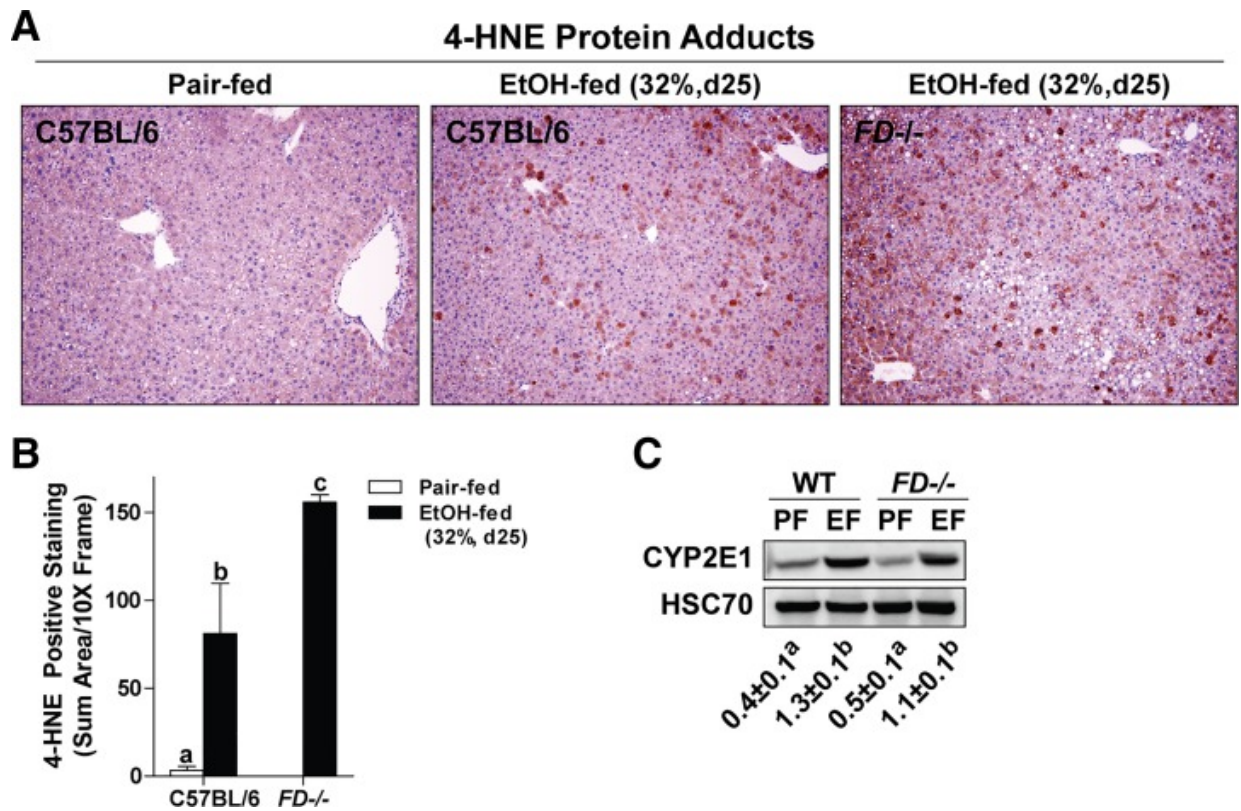 A
4-HNE Protein Adducts
Pair-fed EtOH-fed (32%,d25) EtOH-fed (32%,d25)
C57BL/6 C57BL/6 FD-/-
B
4-HNE Positive Staining
(Sum Area/10X Frame)
150
100
50
0
a
b
c
C57BL/6 FD-/-
Pair-fed
EtOH-fed
(32%, d25)
C
WT FD-/-
PF EF PF EF
CYP2E1
HSC70
0.4±0.1a 1.3±0.1b 0.5±0.1a 1.1±0.1b